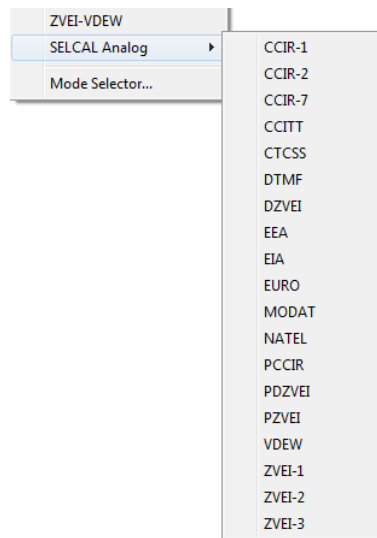 ZVEI-VDEW
SELCAL Analog
Mode Selector...
CCIR-1
CCIR-2
CCIR-7
CCITT
CTCSS
DTMF
DZVEI
EEA
EIA
EURO
MODAT
NATEL
PCCIR
PDZVEI
PZVEI
VDEW
ZVEI-1
ZVEI-2
ZVEI-3